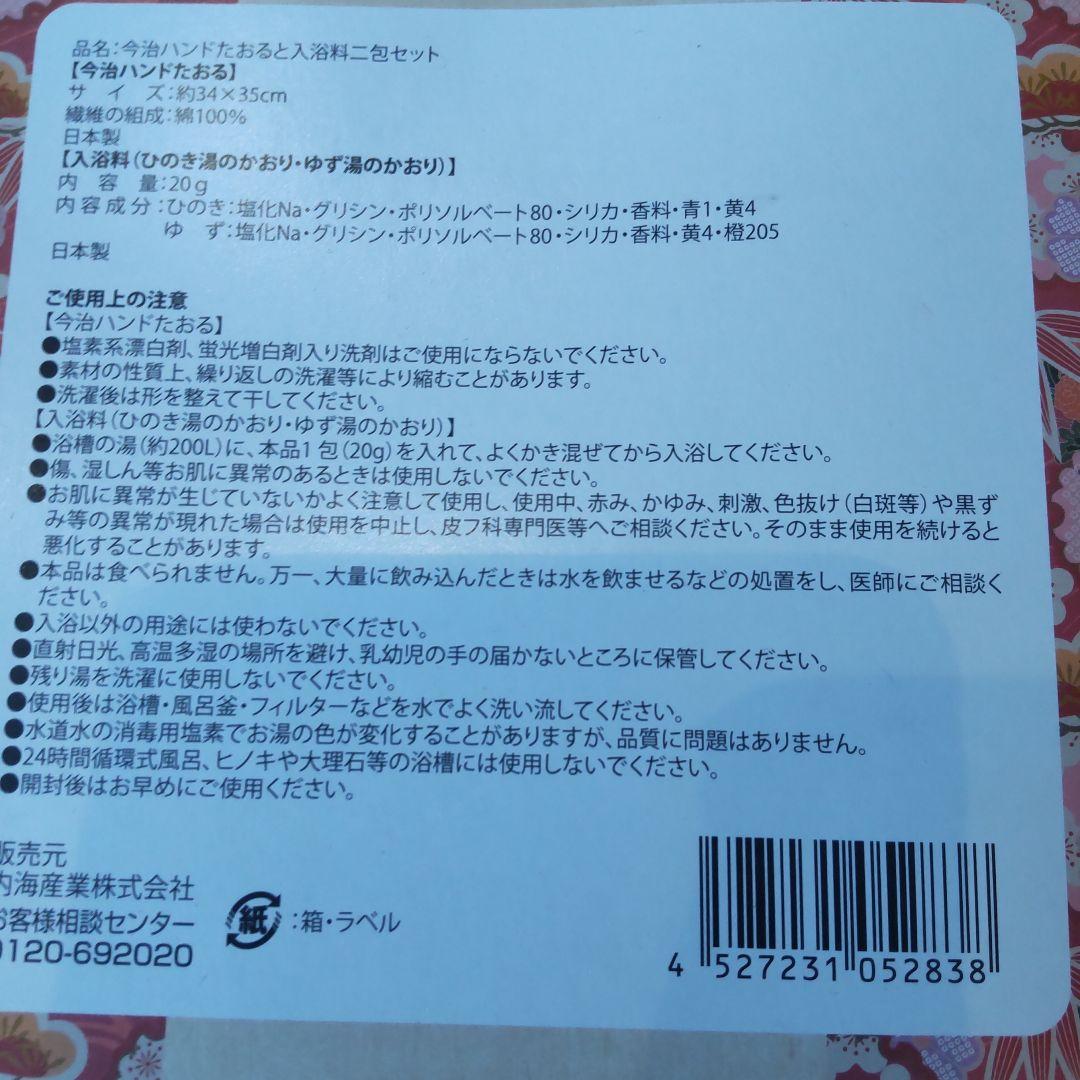 品名:今治ハンドたおると入浴料二包セット
【今治ハンドたおる】
サイズ:約34×35cm
繊維の組成:綿100%
日本製
【入浴料(ひのき湯のかおり・ゆず湯のかおり)】
内容量:20g
内容成分:ひのき:塩化Na・グリシン・ポリソルベート80・シリカ・香料・青1・黄4
ゆず:塩化Na・グリシン・ポリソルベート80・シリカ・香料・黄4・橙205
日本製
ご使用上の注意
【今治ハンドたおる】
●塩素系漂白剤、蛍光増白剤入り洗剤はご使用にならないでください。
●素材の性質上、繰り返しの洗濯等により縮むことがあります。
●洗濯後は形を整えて干してください。
【入浴料(ひのき湯のかおり・ゆず湯のかおり)】
●浴槽の湯(約200L)に、本品1包(20g)を入れて、よくかき混ぜてから入浴してください。
●傷、湿しん等お肌に異常のあるときは使用しないでください。
●お肌に異常が生じていないかよく注意して使用し、使用中、赤み、かゆみ、刺激、色抜け(白斑等)や黒ず
み等の異常が現れた場合は使用を中止し、皮フ科専門医等へご相談ください。そのまま使用を続けると
悪化することがあります。
●本品は食べられません。万一、大量に飲み込んだときは水を飲ませるなどの処置をし、医師にご相談く
ださい。
●入浴以外の用途には使わないでください。
●直射日光、高温多湿の場所を避け、乳幼児の手の届かないところに保管してください。
●残り湯を洗濯に使用しないでください。
●使用後は浴槽・風呂釜・フィルターなどを水でよく洗い流してください。
●水道水の消毒用塩素でお湯の色が変化することがありますが、品質に問題はありません。
●24時間循環式風呂、ヒノキや大理石等の浴槽には使用しないでください。
●開封後はお早めにご使用ください。
販売元
内海産業株式会社
お客様相談センター
0120-692020
紙:箱・ラベル
4 527231 052838